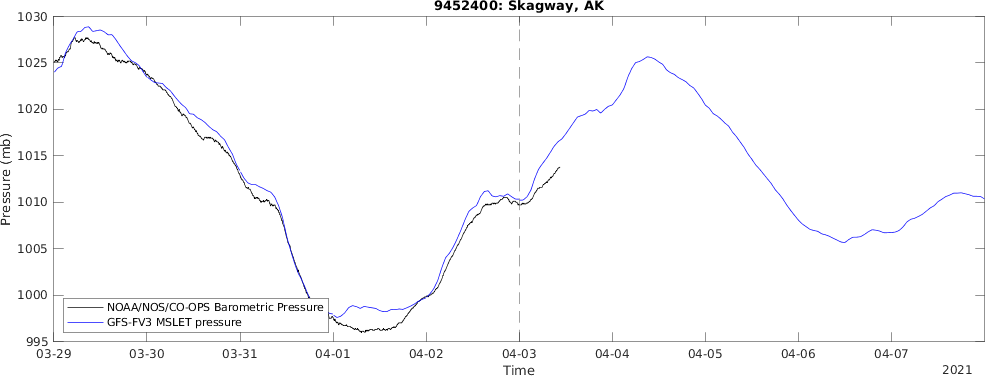 9452400: Skagway, AK
1030
1025
1020
1015
1010
1005
1000
995
Pressure (mb)
NOAA/NOS/CO-OPS Barometric Pressure
GFS-FV3 MSLET pressure
03-29 03-30 03-31 04-01 04-02 04-03 04-04 04-05 04-06 04-07
Time
2021